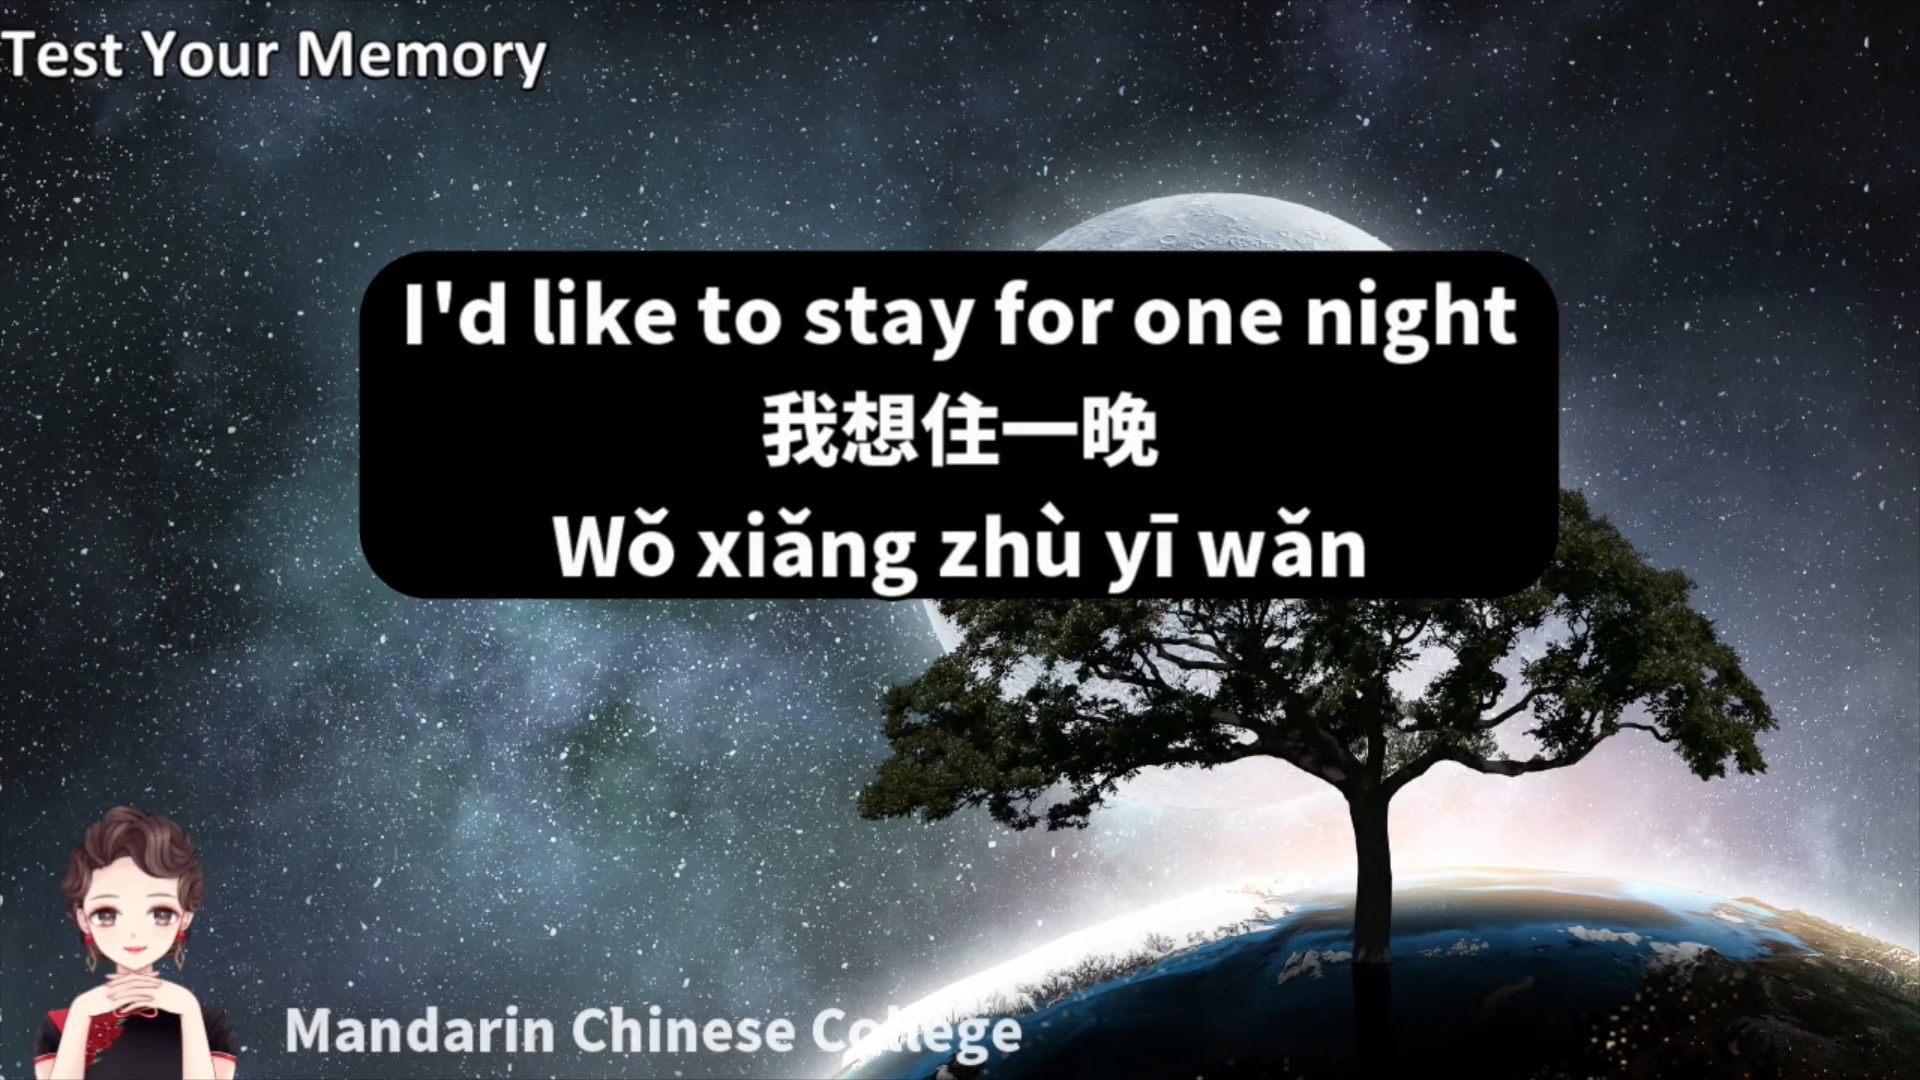 Test Your Memory
I'd like to stay for one night
我想住一晚
Wǒ xiǎng zhù yī wǎn
Mandarin Chinese College